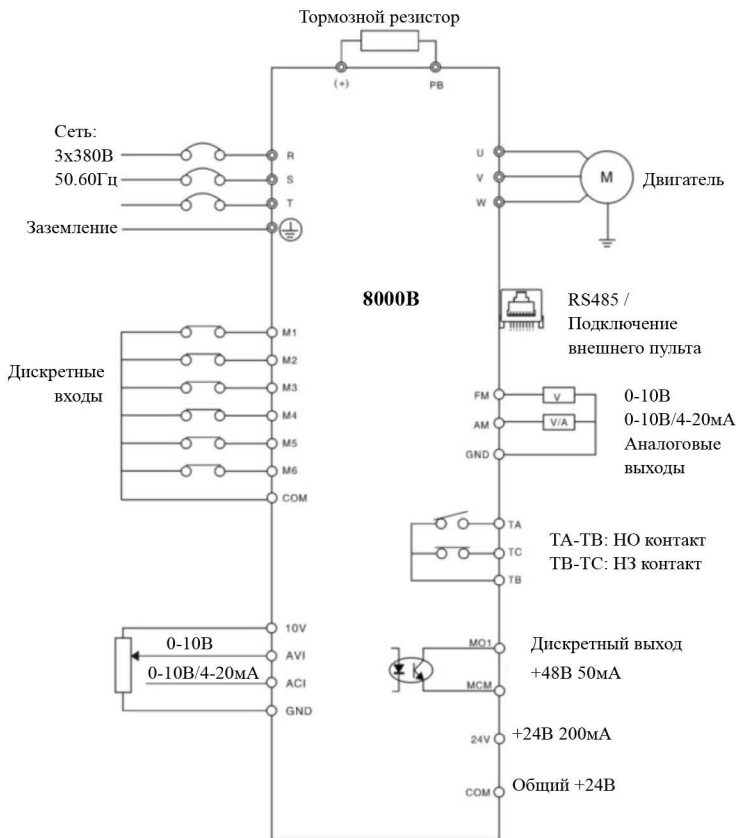 Тормозной резистор
(+)
PB
Сеть:
3x380В
50.60Гц
R
S
T
Заземление
U
V
W
M
Двигатель
8000B
RS485 /
Подключение
внешнего пульта
Дискретные
входы
M1
M2
M3
M4
M5
M6
COM
FM
V
0-10В
AM
V/A
0-10В/4-20мА
GND
Аналоговые
выходы
TA
TC
TB
TA-TB: НО контакт
TB-TC: НЗ контакт
10V
0-10В
AVI
0-10В/4-20мА
ACI
GND
MO1
Дискретный выход
MCM
+48В 50мА
24V
+24В 200мА
COM
Общий +24В